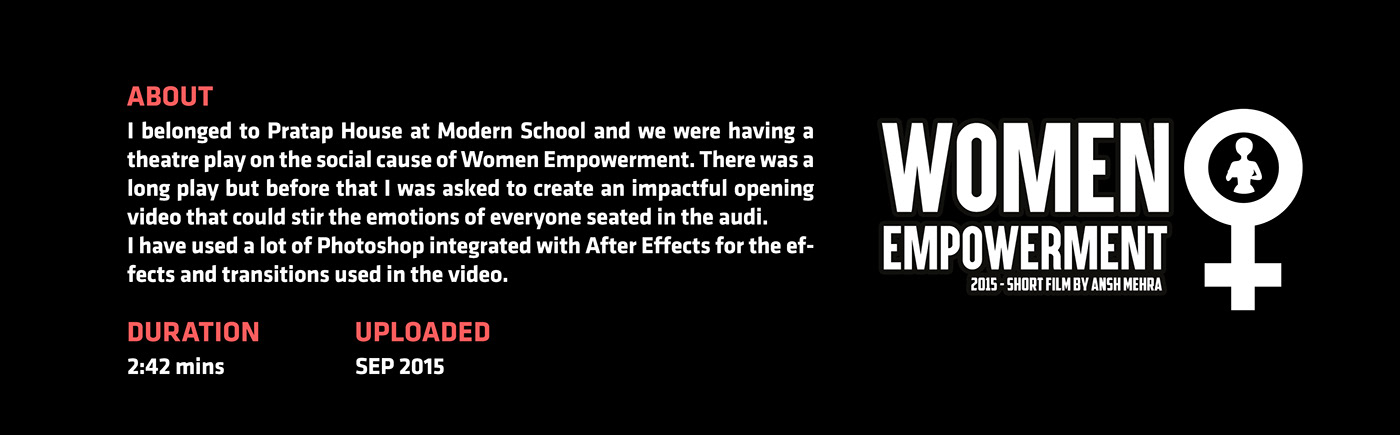 ABOUT
I belonged to Pratap House at Modern School and we were having a
theatre play on the social cause of Women Empowerment. There was a
long play but before that I was asked to create an impactful opening
video that could stir the emotions of everyone seated in the audi.
I have used a lot of Photoshop integrated with After Effects for the ef-
fects and transitions used in the video.
DURATION
2:42 mins
UPLOADED
SEP 2015
WOMEN
EMPOWERMENT
2015 - SHORT FILM BY ANSH MEHRA